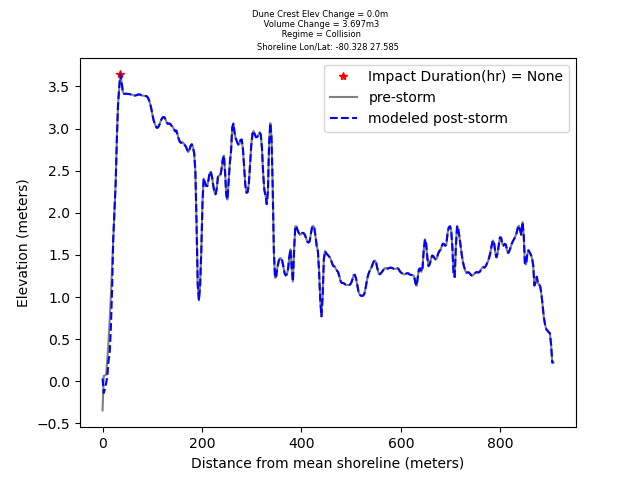 Dune Crest Elev Change = 0.0m
Volume Change = 3.697m3
Regime = Collision
Shoreline Lon/Lat: -80.328 27.585
Impact Duration(hr) = None
pre-storm
modeled post-storm
3.5
3.0
2.5
2.0
1.5
1.0
0.5
0.0
−0.5
Elevation (meters)
0 200 400 600 800
Distance from mean shoreline (meters)